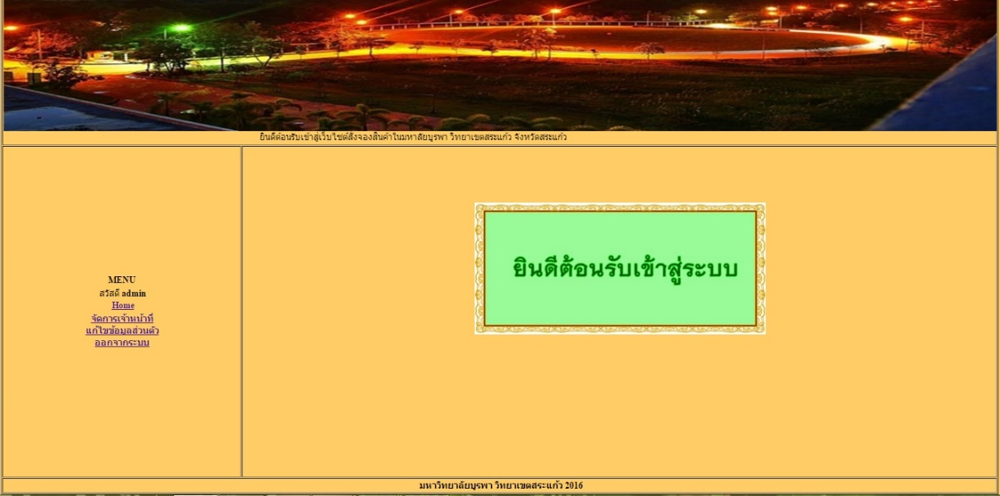 ยินดีต้อนรับเข้าสู่เว็บไซต์สั่งจองสินค้าในมหาลัยบูรพา วิทยาเขตสระแก้ว จังหวัดสระแก้ว
ยินดีต้อนรับเข้าสู่ระบบ
MENU
สวัสดี admin
Home
จัดการเจ้าหน้าที่
แก้ไขข้อมูลส่วนตัว
ออกจากระบบ
มหาวิทยาลัยบูรพา วิทยาเขตสระแก้ว 2016